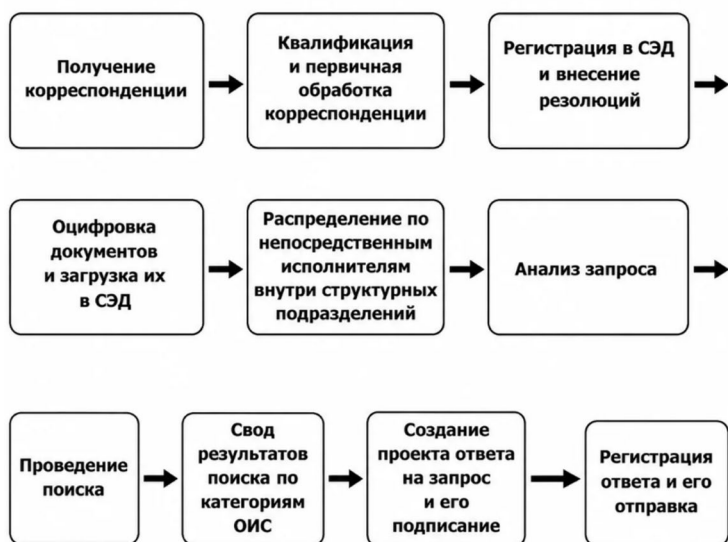 Получение
корреспонденции
Квалификация
и первичная
обработка
корреспонденции
Регистрация в СЭД
и внесение
резолюций
Оцифровка
документов
и загрузка их
в СЭД
Распределение по
непосредственным
исполнителям
внутри структурных
подразделений
Анализ запроса
Проведение
поиска
Свод
результатов
поиска по
категориям
ОИС
Создание
проекта ответа
на запрос
и его
подписание
Регистрация
ответа и его
отправка